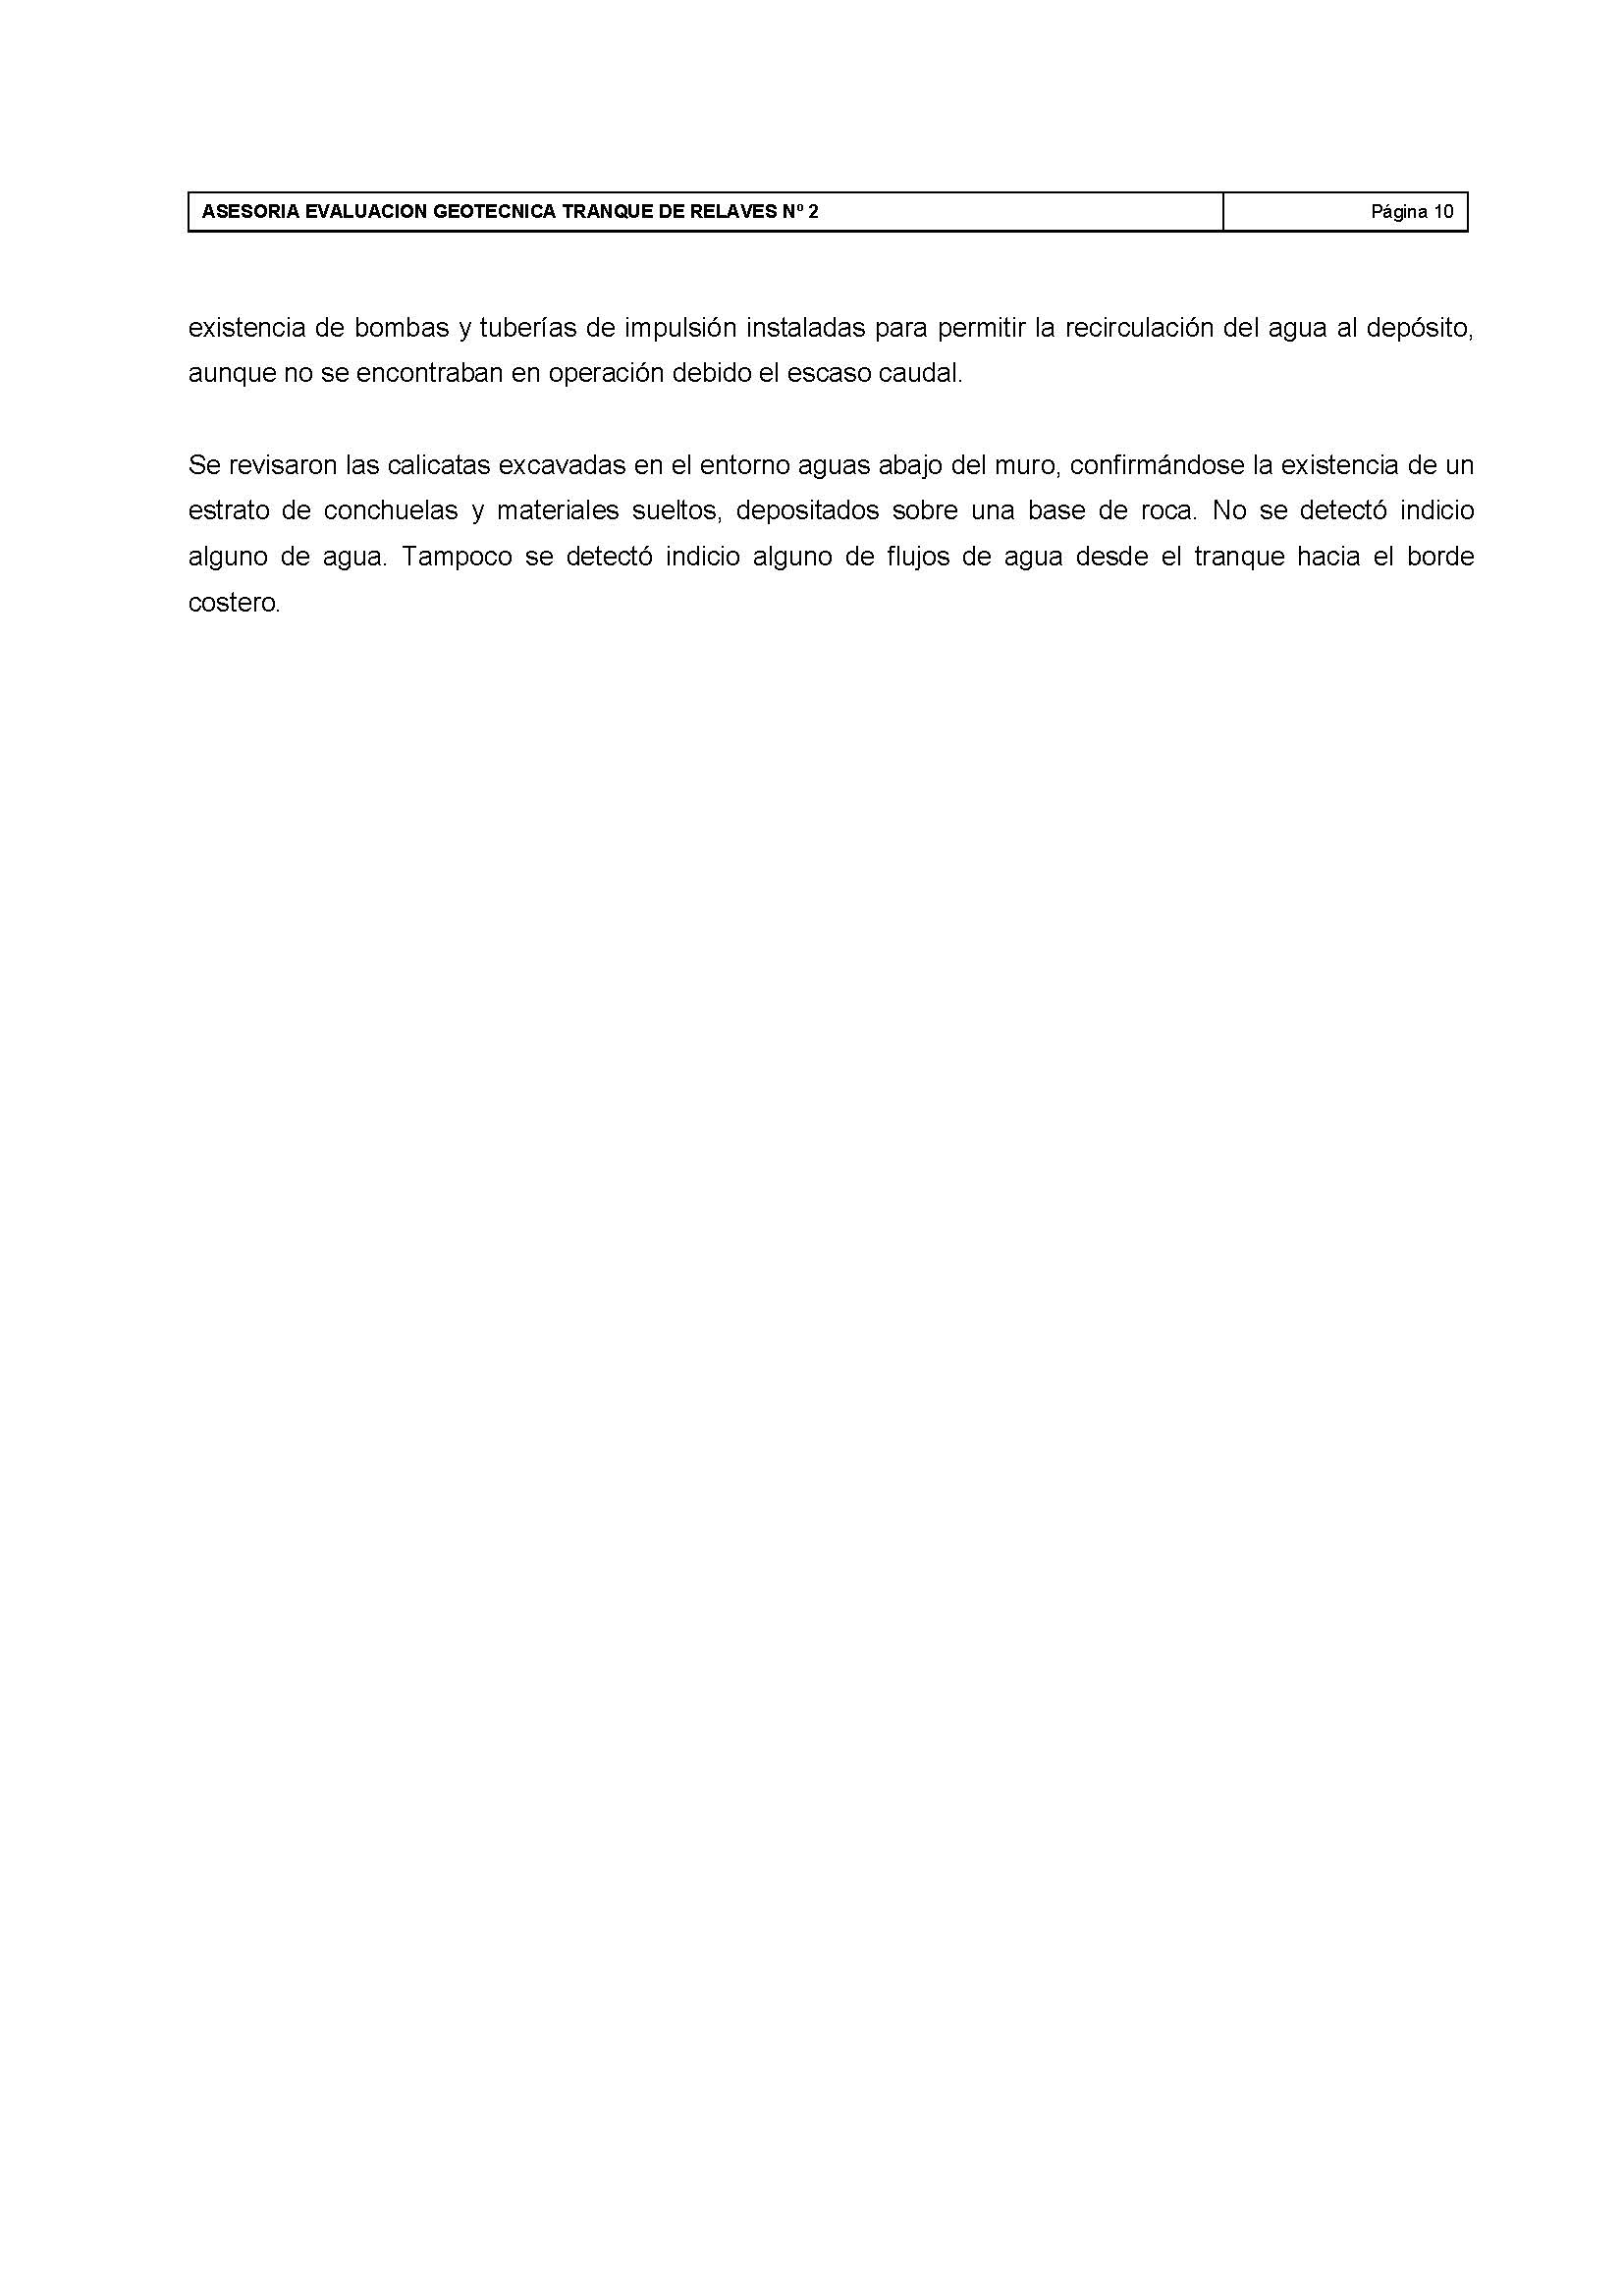 ASESORIA EVALUACION GEOTECNICA TRANQUE DE RELAVES Nº 2 Página 10
existencia de bombas y tuberías de impulsión instaladas para permitir la recirculación del agua al depósito,
aunque no se encontraban en operación debido el escaso caudal.
Se revisaron las calicatas excavadas en el entorno aguas abajo del muro, confirmándose la existencia de un
estrato de conchuelas y materiales sueltos, depositados sobre una base de roca. No se detectó indicio
alguno de agua. Tampoco se detectó indicio alguno de flujos de agua desde el tranque hacia el borde
costero.